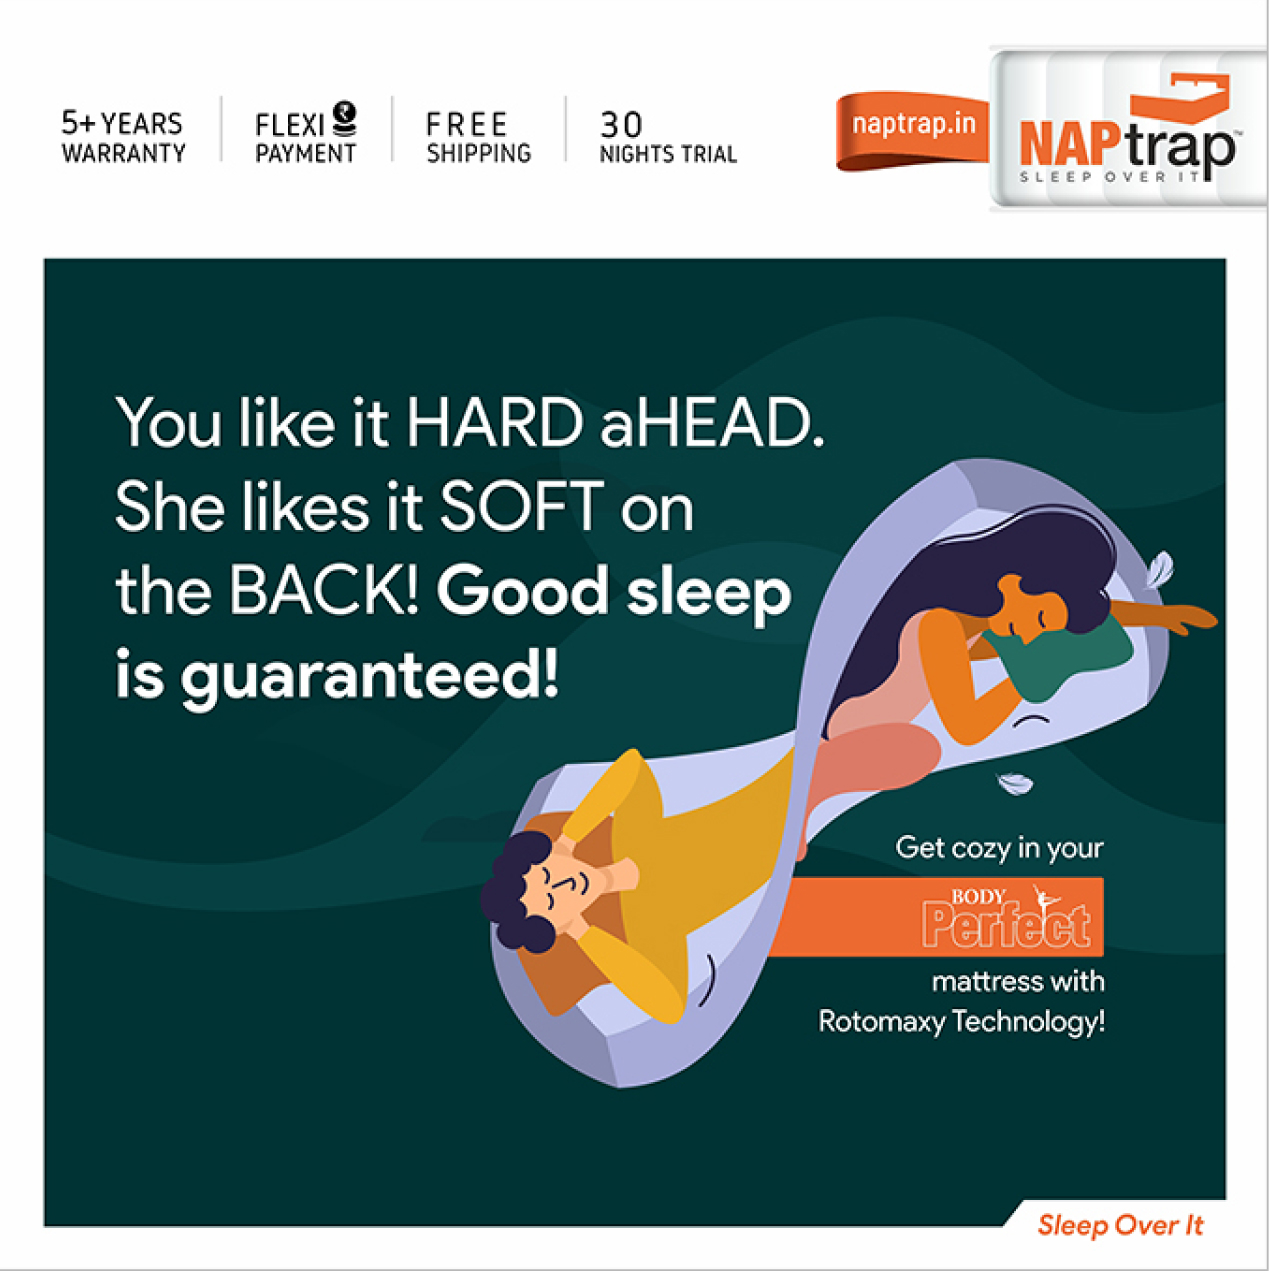 5+ YEARS
WARRANTY
FLEXI
PAYMENT
FREE
SHIPPING
30
NIGHTS TRIAL
naptrap.in
NAPtrap™
SLEEP OVER IT
You like it HARD aHEAD.
She likes it SOFT on
the BACK! Good sleep
is guaranteed!
Get cozy in your
BODY
Perfect
mattress with
Rotomaxy Technology!
Sleep Over It